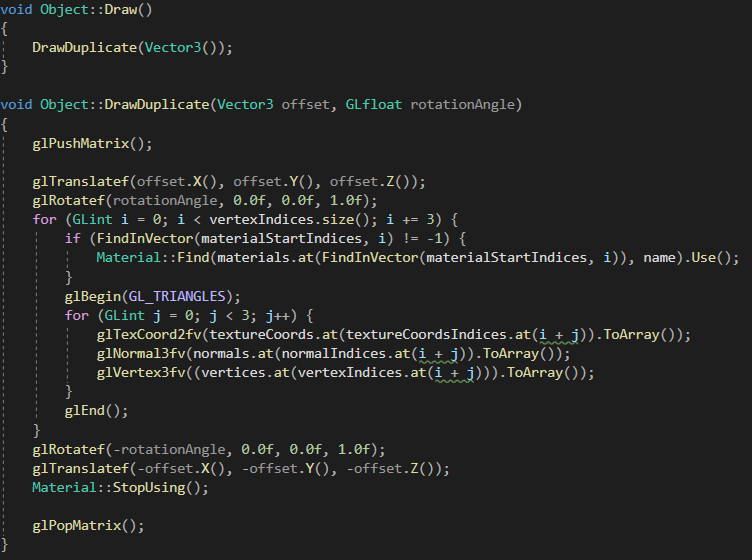 void Object::Draw()
{
    DrawDuplicate(Vector3());
}

void Object::DrawDuplicate(Vector3 offset, GLfloat rotationAngle)
{
    glPushMatrix();

    glTranslatef(offset.X(), offset.Y(), offset.Z());
    glRotatef(rotationAngle, 0.0f, 0.0f, 1.0f);
    for (GLint i = 0; i < vertexIndices.size(); i += 3) {
        if (FindInVector(materialStartIndices, i) != -1) {
            Material::Find(materials.at(FindInVector(materialStartIndices, i)), name).Use();
        }
        glBegin(GL_TRIANGLES);
        for (GLint j = 0; j < 3; j++) {
            glTexCoord2fv(textureCoords.at(textureCoordsIndices.at(i + j)).ToArray());
            glNormal3fv(normals.at(normalIndices.at(i + j)).ToArray());
            glVertex3fv((vertices.at(vertexIndices.at(i + j))).ToArray());
        }
        glEnd();
    }
    glRotatef(-rotationAngle, 0.0f, 0.0f, 1.0f);
    glTranslatef(-offset.X(), -offset.Y(), -offset.Z());
    Material::StopUsing();

    glPopMatrix();
}